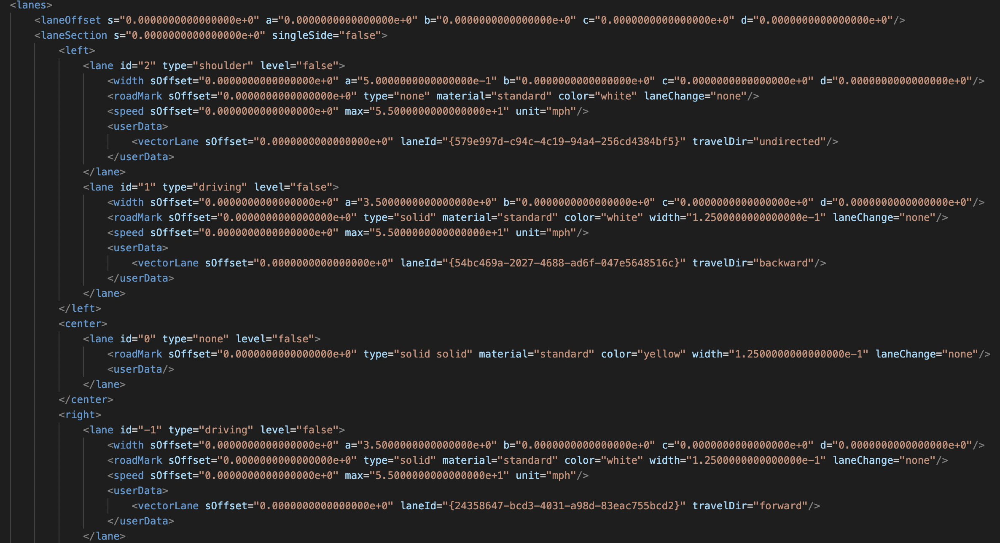 <lanes>
<laneOffset s="0.0000000000000000e+0" a="0.0000000000000000e+0" b="0.0000000000000000e+0" c="0.0000000000000000e+0" d="0.0000000000000000e+0"/>
<laneSection s="0.0000000000000000e+0" singleSide="false">
<left>
<lane id="2" type="shoulder" level="false">
<width sOffset="0.0000000000000000e+0" a="5.0000000000000000e-1" b="0.0000000000000000e+0" c="0.0000000000000000e+0" d="0.0000000000000000e+0"/>
<roadMark sOffset="0.0000000000000000e+0" type="none" material="standard" color="white" laneChange="none"/>
<speed sOffset="0.0000000000000000e+0" max="5.5000000000000000e+1" unit="mph"/>
<userData>
<vectorLane sOffset="0.0000000000000000e+0" laneId="{579e997d-c94c-4c19-94a4-256cd4384bf5}" travelDir="undirected"/>
</userData>
</lane>
<lane id="1" type="driving" level="false">
<width sOffset="0.0000000000000000e+0" a="3.5000000000000000e+0" b="0.0000000000000000e+0" c="0.0000000000000000e+0" d="0.0000000000000000e+0"/>
<roadMark sOffset="0.0000000000000000e+0" type="solid" material="standard" color="white" width="1.2500000000000000e-1" laneChange="none"/>
<speed sOffset="0.0000000000000000e+0" max="5.5000000000000000e+1" unit="mph"/>
<userData>
<vectorLane sOffset="0.0000000000000000e+0" laneId="{54bc469a-2027-4688-ad6f-047e5648516c}" travelDir="backward"/>
</userData>
</lane>
</left>
<center>
<lane id="0" type="none" level="false">
<roadMark sOffset="0.0000000000000000e+0" type="solid solid" material="standard" color="yellow" width="1.2500000000000000e-1" laneChange="none"/>
<userData/>
</lane>
</center>
<right>
<lane id="-1" type="driving" level="false">
<width sOffset="0.0000000000000000e+0" a="3.5000000000000000e+0" b="0.0000000000000000e+0" c="0.0000000000000000e+0" d="0.0000000000000000e+0"/>
<roadMark sOffset="0.0000000000000000e+0" type="solid" material="standard" color="white" width="1.2500000000000000e-1" laneChange="none"/>
<speed sOffset="0.0000000000000000e+0" max="5.5000000000000000e+1" unit="mph"/>
<userData>
<vectorLane sOffset="0.0000000000000000e+0" laneId="{24358647-bcd3-4031-a98d-83eac755bcd2}" travelDir="forward"/>
</userData>
</lane>